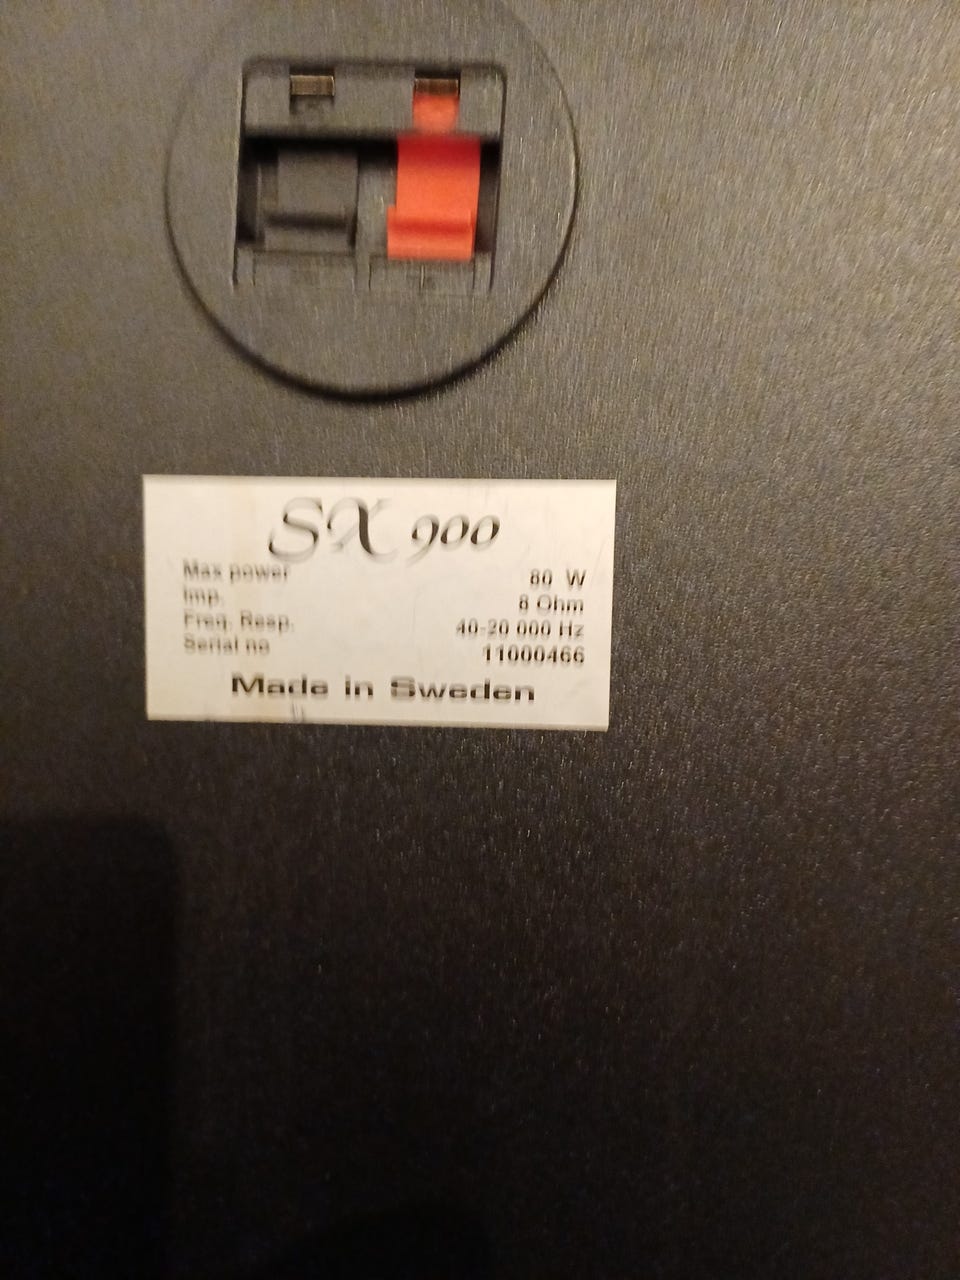 SX 900
Max power 80 W
Imp. 8 Ohm
Freq. Resp. 40-20 000 Hz
Serial no 11000466
Made in Sweden